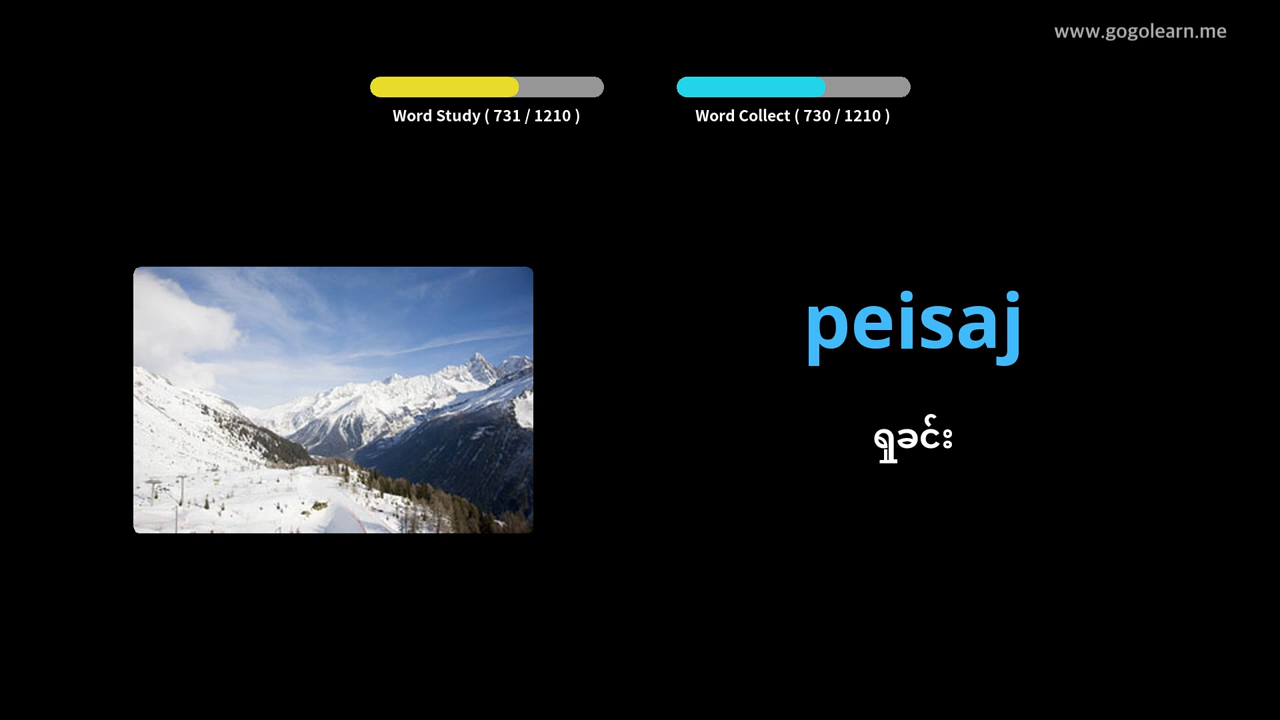 www.gogolearn.me
Word Study ( 731 / 1210 )
Word Collect ( 730 / 1210 )
peisaj
ရှုခင်း